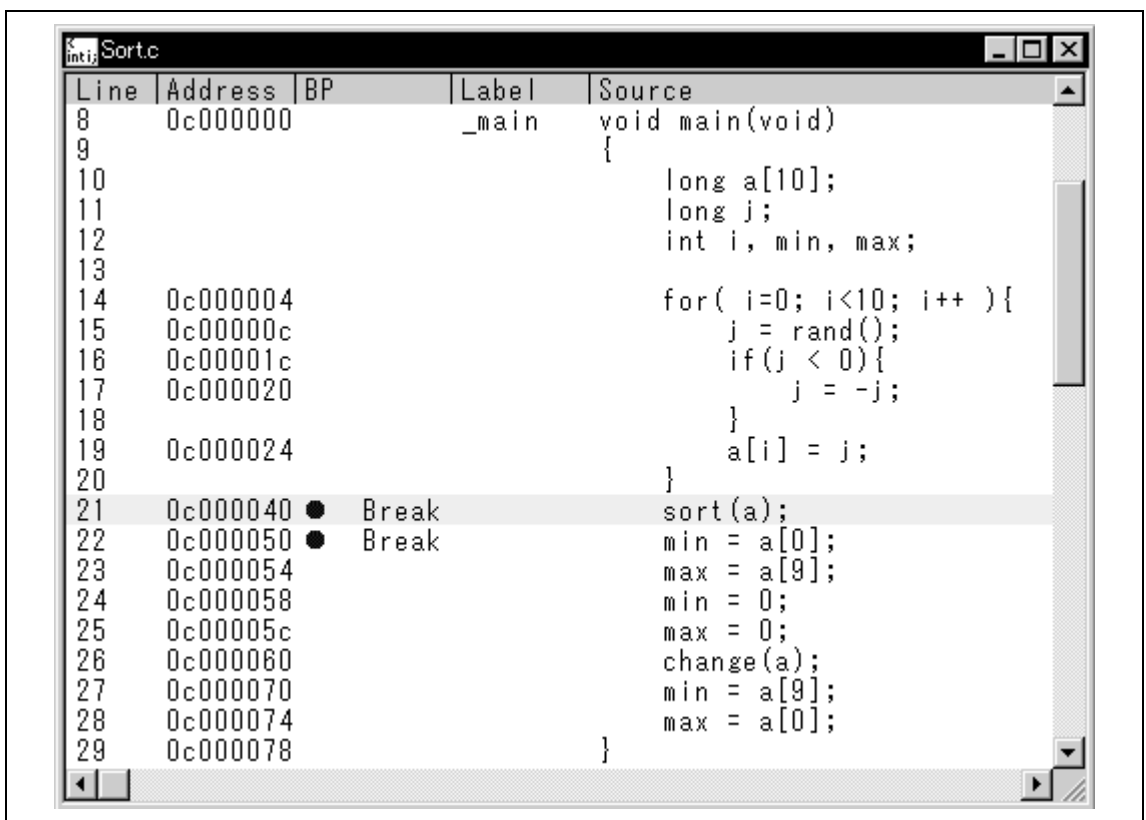 Sort.c
Line Address BP Label Source
8 0c000000 _main void main(void)
9 {
10 long a[10];
11 long j;
12 int i, min, max;
13
14 0c000004 for( i=0; i<10; i++ ){
15 0c00000c j = rand();
16 0c00001c if(j < 0){
17 0c000020 j = -j;
18 }
19 0c000024 a[i] = j;
20 }
21 0c000040 ● Break sort(a);
22 0c000050 ● Break min = a[0];
23 0c000054 max = a[9];
24 0c000058 min = 0;
25 0c00005c max = 0;
26 0c000060 change(a);
27 0c000070 min = a[9];
28 0c000074 max = a[0];
29 0c000078 }